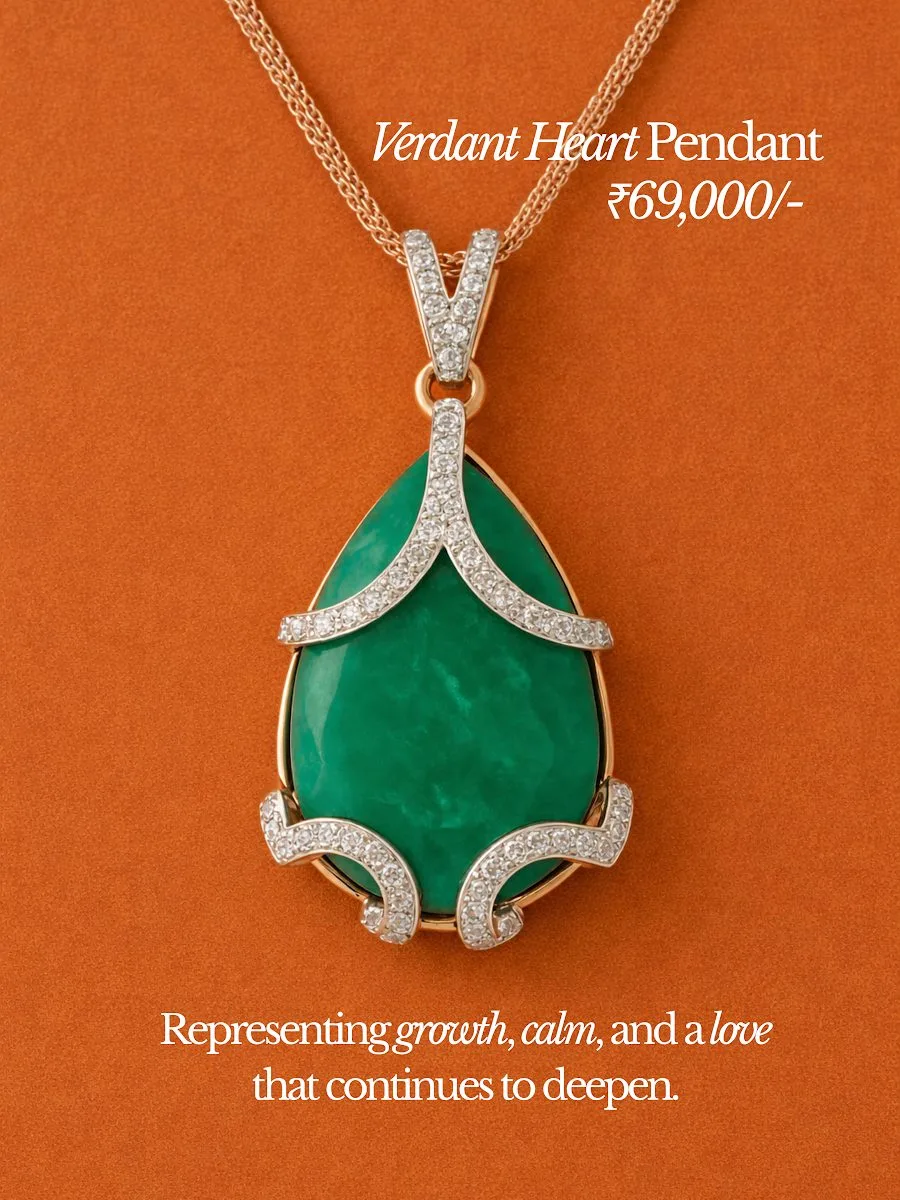 Verdant Heart Pendant
₹69,000/-
Representing growth, calm, and a love
that continues to deepen.